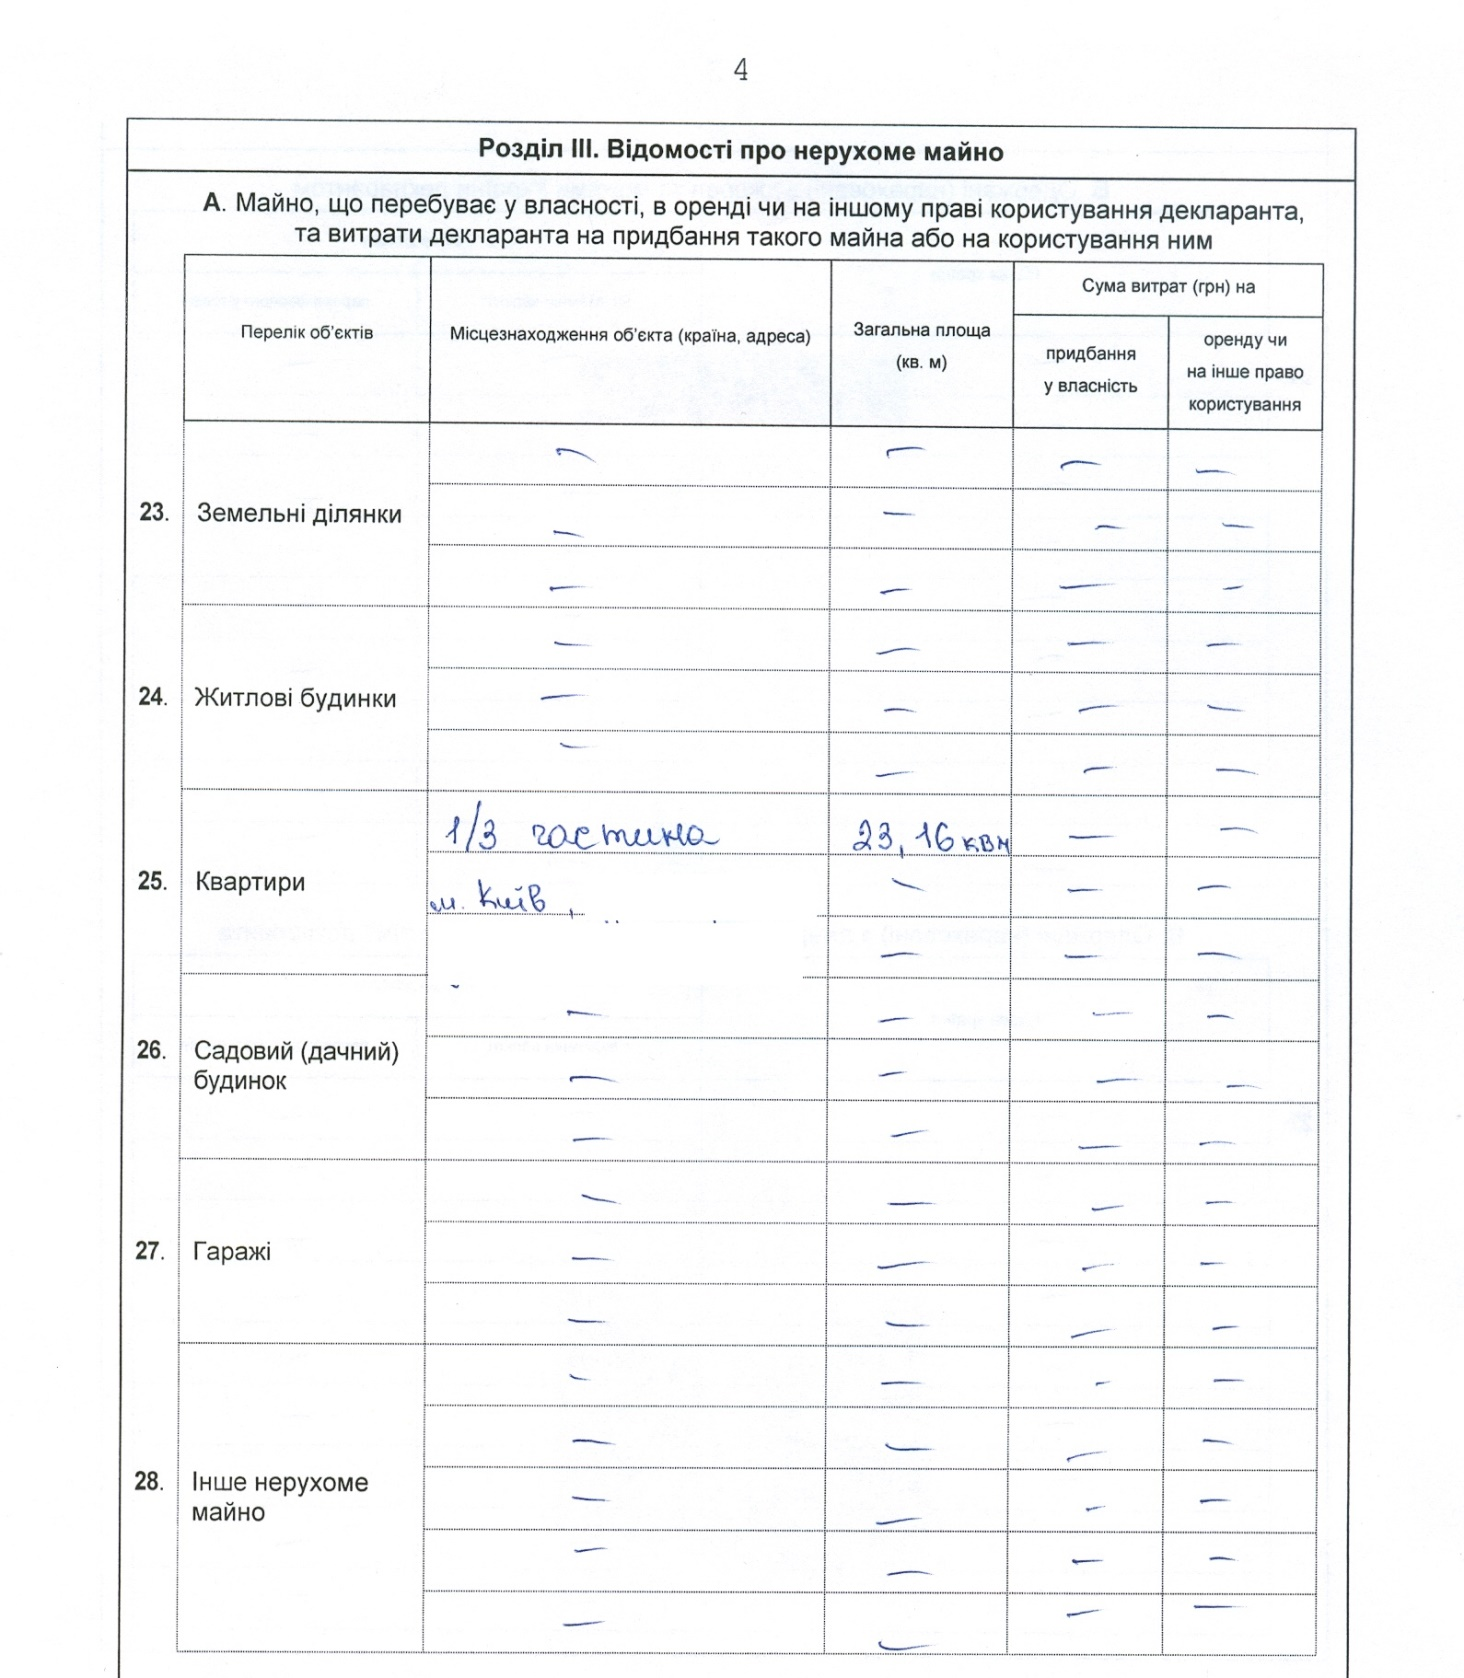 4
Розділ III. Відомості про нерухоме майно
А. Майно, що перебуває у власності, в оренді чи на іншому праві користування декларанта,
та витрати декларанта на придбання такого майна або на користування ним
Перелік об'єктів
Місцезнаходження об'єкта (країна, адреса)
Загальна площа
(кв. м)
Сума витрат (грн) на
придбання
у власність
оренду чи
на інше право
користування
— — — —
23. Земельні ділянки — — — —
— — — —
— — — —
24. Житлові будинки — — — —
— — — —
1/3 частина 23,16 квм — —
25. Квартири м. Київ, — — —
— — —
— — — —
26. Садовий (дачний)
будинок — — — —
— — — —
— — — —
27. Гаражі — — — —
— — — —
— — — —
— — — —
28. Інше нерухоме
майно — — — —
— — — —
— — — —